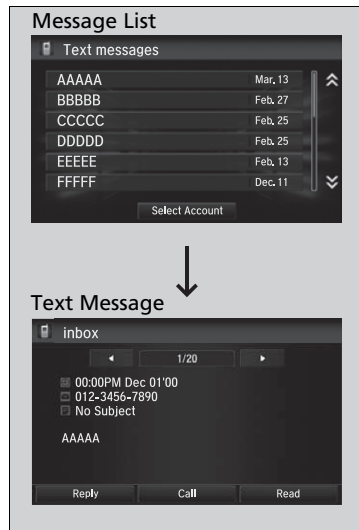 Message List
Text messages
AAAAA Mar. 13
BBBBB Feb. 27
CCCCC Feb. 25
DDDDD Feb. 25
EEEEE Feb. 13
FFFFF Dec. 11
Select Account
Text Message
inbox
1/20
00:00PM Dec 01'00
012-3456-7890
No Subject
AAAAA
Reply Call Read